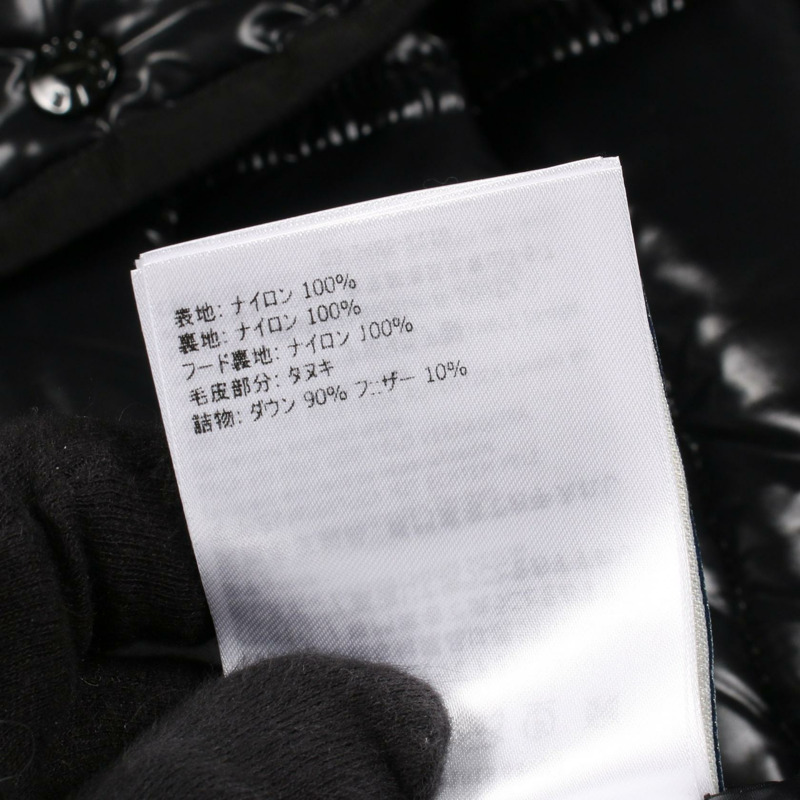 表地: ナイロン 100%
裏地: ナイロン 100%
フード裏地: ナイロン 100%
毛皮部分: タヌキ
詰物: ダウン 90% フェザー 10%